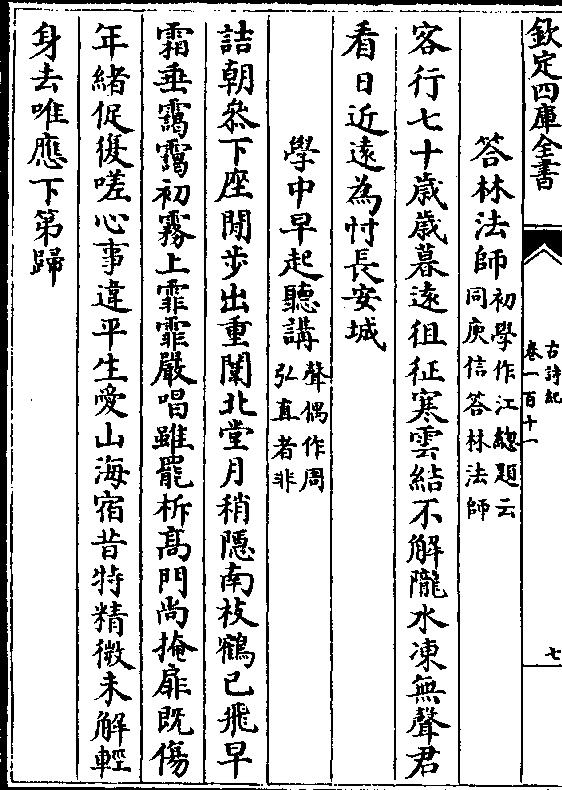 欽定四庫全書
古詩紀
卷一百十一
七
答林法師
初學作江緫題云
同庾信答林法師
客行七十歲歲暮遠徂征寒雲結不解隴水凍無聲君
看日近遠為忖長安城
學中早起聽講
聲偶作周
弘直者非
詰朝叅下座閒步出重闈北堂月稍隱南枝鶴已飛早
霜垂靄靄初霧上霏霏嚴唱雖罷柝高門尚掩扉既傷
年緒促復嗟心事違平生愛山海宿昔特精微未解輕
身去唯應下第歸